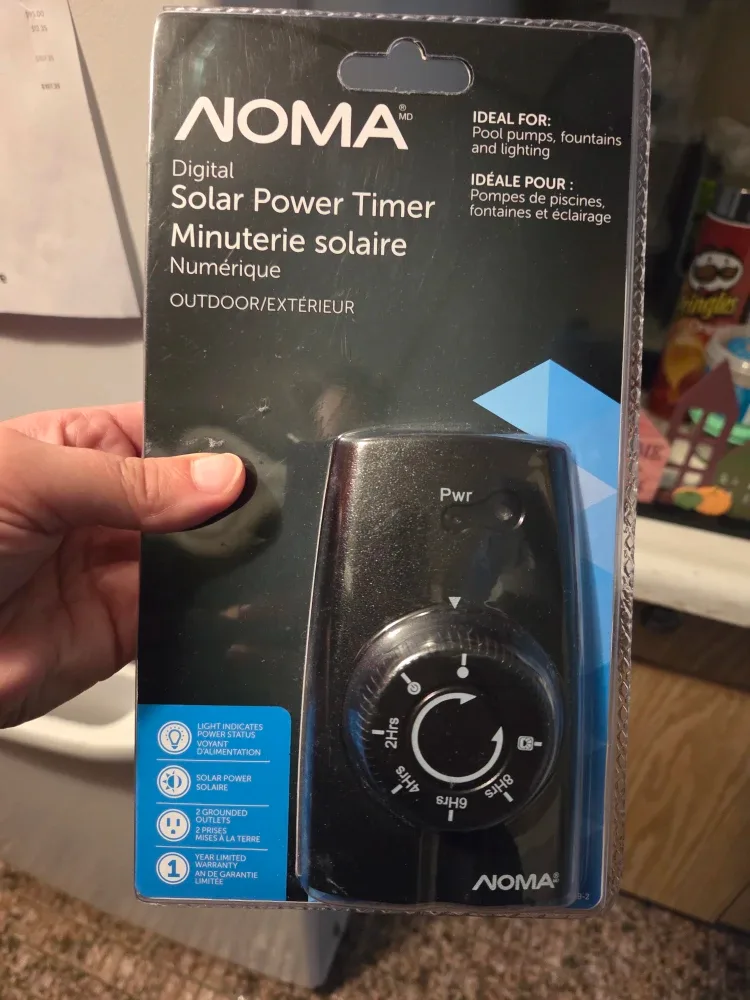 NOMA® MD
Digital
Solar Power Timer
Minuterie solaire
Numérique
OUTDOOR/EXTÉRIEUR
IDEAL FOR:
Pool pumps, fountains
and lighting
IDÉALE POUR :
Pompes de piscines,
fontaines et éclairage
Pwr
2Hrs
4Hrs
6Hrs
8Hrs
NOMA
LIGHT INDICATES
POWER STATUS
VOYANT
D'ALIMENTATION
SOLAR POWER
SOLAIRE
2 GROUNDED
OUTLETS
2 PRISES
MISES À LA TERRE
1
YEAR LIMITED
WARRANTY
AN DE GARANTIE
LIMITÉE
Pringles